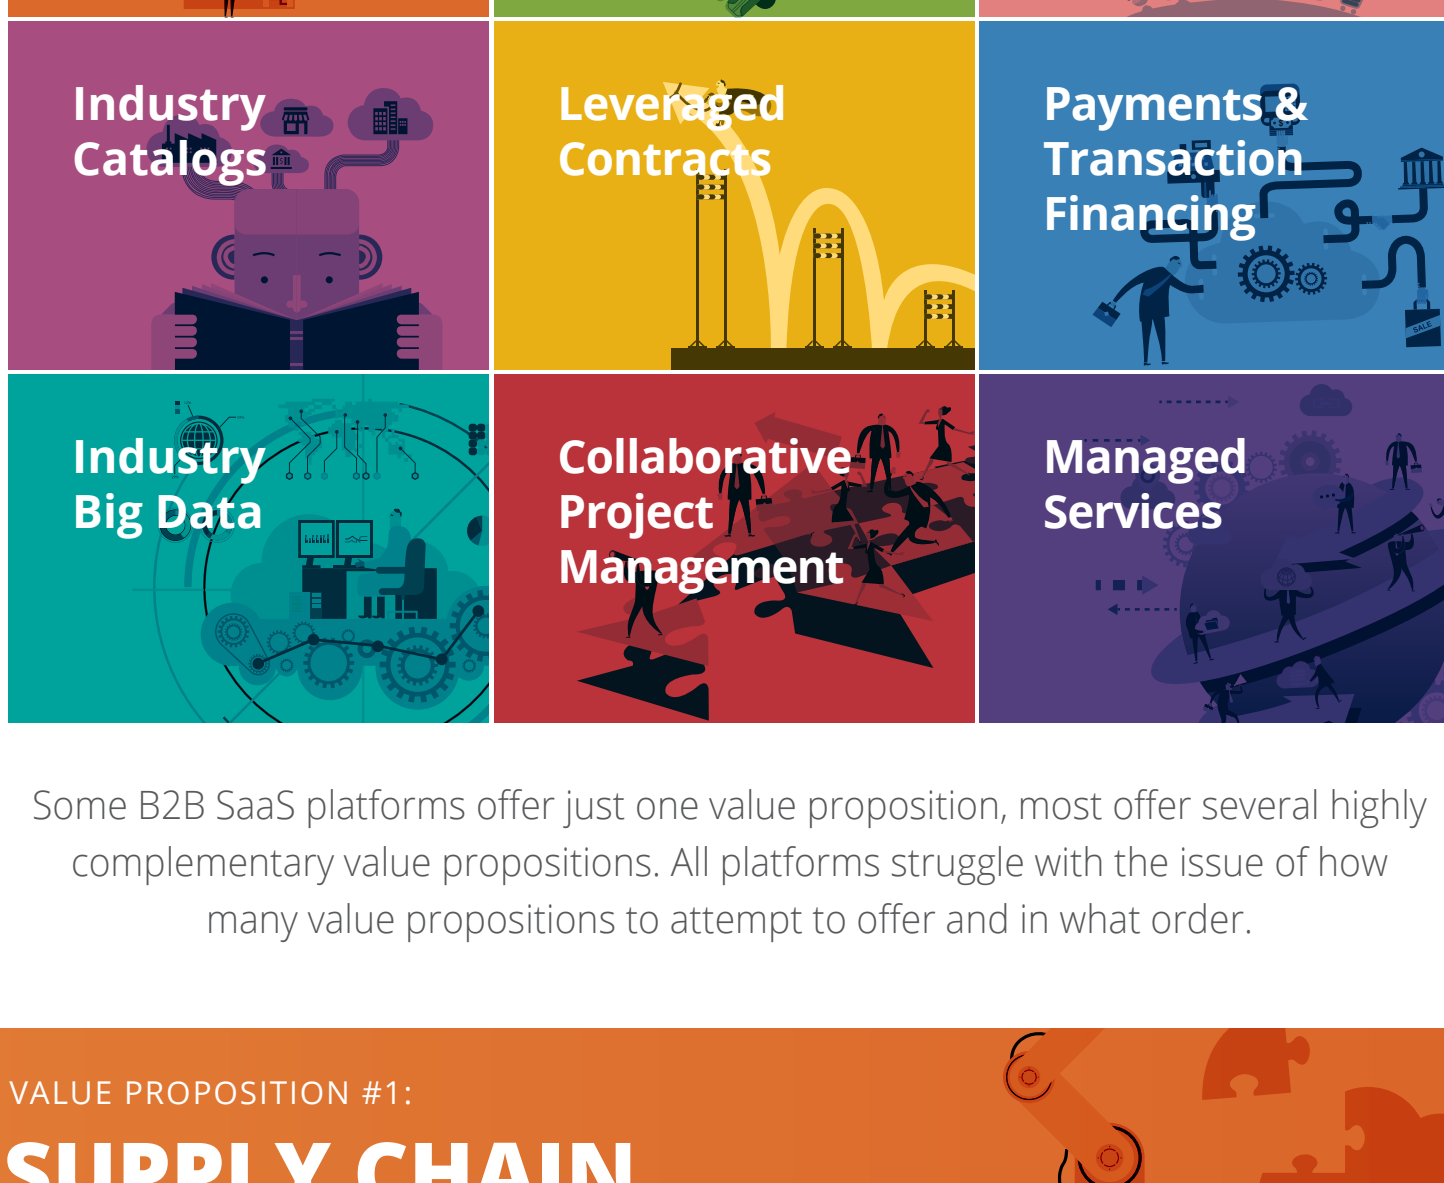 Industry
Catalogs
Leveraged
Contracts
Payments &
Transaction
Financing
SALE
Industry
Big Data
Collaborative
Project
Management
Managed
Services
Some B2B SaaS platforms offer just one value proposition, most offer several highly
complementary value propositions. All platforms struggle with the issue of how
many value propositions to attempt to offer and in what order.
VALUE PROPOSITION #1:
SUPPLY CHAIN